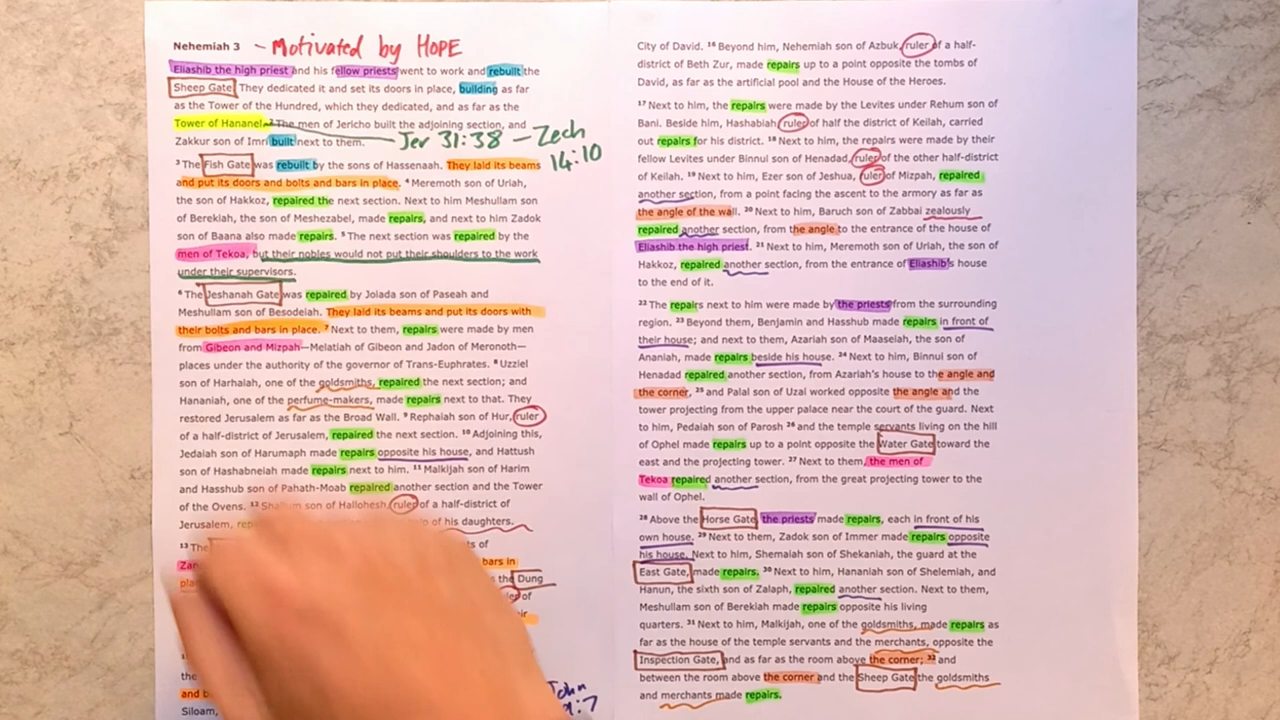 Nehemiah 3 - Motivated by HOPE
Eliashib the high priest and his fellow priests went to work and rebuilt the
Sheep Gate. They dedicated it and set its doors in place, building as far
as the Tower of the Hundred, which they dedicated, and as far as the
Tower of Hananel. 2 The men of Jericho built the adjoining section, and
Zakkur son of Imri built next to them.
Jer 31:38 - Zech
14:10
3 The Fish Gate was rebuilt by the sons of Hassenaah. They laid its beams
and put its doors and bolts and bars in place. 4 Meremoth son of Uriah,
the son of Hakkoz, repaired the next section. Next to him Meshullam son
of Berekiah, the son of Meshezabel, made repairs, and next to him Zadok
son of Baana also made repairs. 5 The next section was repaired by the
men of Tekoa, but their nobles would not put their shoulders to the work
under their supervisors.
6 The Jeshanah Gate was repaired by Joiada son of Paseah and
Meshullam son of Besodeiah. They laid its beams and put its doors with
their bolts and bars in place. 7 Next to them, repairs were made by men
from Gibeon and Mizpah—Melatiah of Gibeon and Jadon of Meronoth—
places under the authority of the governor of Trans-Euphrates. 8 Uzziel
son of Harhaiah, one of the goldsmiths, repaired the next section; and
Hananiah, one of the perfume-makers, made repairs next to that. They
restored Jerusalem as far as the Broad Wall. 9 Rephaiah son of Hur, ruler
of a half-district of Jerusalem, repaired the next section. 10 Adjoining this,
Jedaiah son of Harumaph made repairs opposite his house, and Hattush
son of Hashabneiah made repairs next to him. 11 Malkijah son of Harim
and Hasshub son of Pahath-Moab repaired another section and the Tower
of the Ovens. 12 Shallum son of Hallohesh, ruler of a half-district of
Jerusalem, of his daughters.
13 The of
bars in
the Dung
of
the
and b
Siloam,
John
9:7
City of David. 16 Beyond him, Nehemiah son of Azbuk, ruler of a half-
district of Beth Zur, made repairs up to a point opposite the tombs of
David, as far as the artificial pool and the House of the Heroes.
17 Next to him, the repairs were made by the Levites under Rehum son of
Bani. Beside him, Hashabiah, ruler of half the district of Keilah, carried
out repairs for his district. 18 Next to him, the repairs were made by their
fellow Levites under Binnui son of Henadad, ruler of the other half-district
of Keilah. 19 Next to him, Ezer son of Jeshua, ruler of Mizpah, repaired
another section, from a point facing the ascent to the armory as far as
the angle of the wall. 20 Next to him, Baruch son of Zabbai zealously
repaired another section, from the angle to the entrance of the house of
Eliashib the high priest. 21 Next to him, Meremoth son of Uriah, the son of
Hakkoz, repaired another section, from the entrance of Eliashib's house
to the end of it.
22 The repairs next to him were made by the priests from the surrounding
region. 23 Beyond them, Benjamin and Hasshub made repairs in front of
their house; and next to them, Azariah son of Maaseiah, the son of
Ananiah, made repairs beside his house. 24 Next to him, Binnui son of
Henadad repaired another section, from Azariah's house to the angle and
the corner, 25 and Palal son of Uzai worked opposite the angle and the
tower projecting from the upper palace near the court of the guard. Next
to him, Pedaiah son of Parosh 26 and the temple servants living on the hill
of Ophel made repairs up to a point opposite the Water Gate toward the
east and the projecting tower. 27 Next to them, the men of
Tekoa repaired another section, from the great projecting tower to the
wall of Ophel.
28 Above the Horse Gate, the priests made repairs, each in front of his
own house. 29 Next to them, Zadok son of Immer made repairs opposite
his house. Next to him, Shemaiah son of Shekaniah, the guard at the
East Gate, made repairs. 30 Next to him, Hananiah son of Shelemiah, and
Hanun, the sixth son of Zalaph, repaired another section. Next to them,
Meshullam son of Berekiah made repairs opposite his living
quarters. 31 Next to him, Malkijah, one of the goldsmiths, made repairs as
far as the house of the temple servants and the merchants, opposite the
Inspection Gate, and as far as the room above the corner; 32 and
between the room above the corner and the Sheep Gate the goldsmiths
and merchants made repairs.